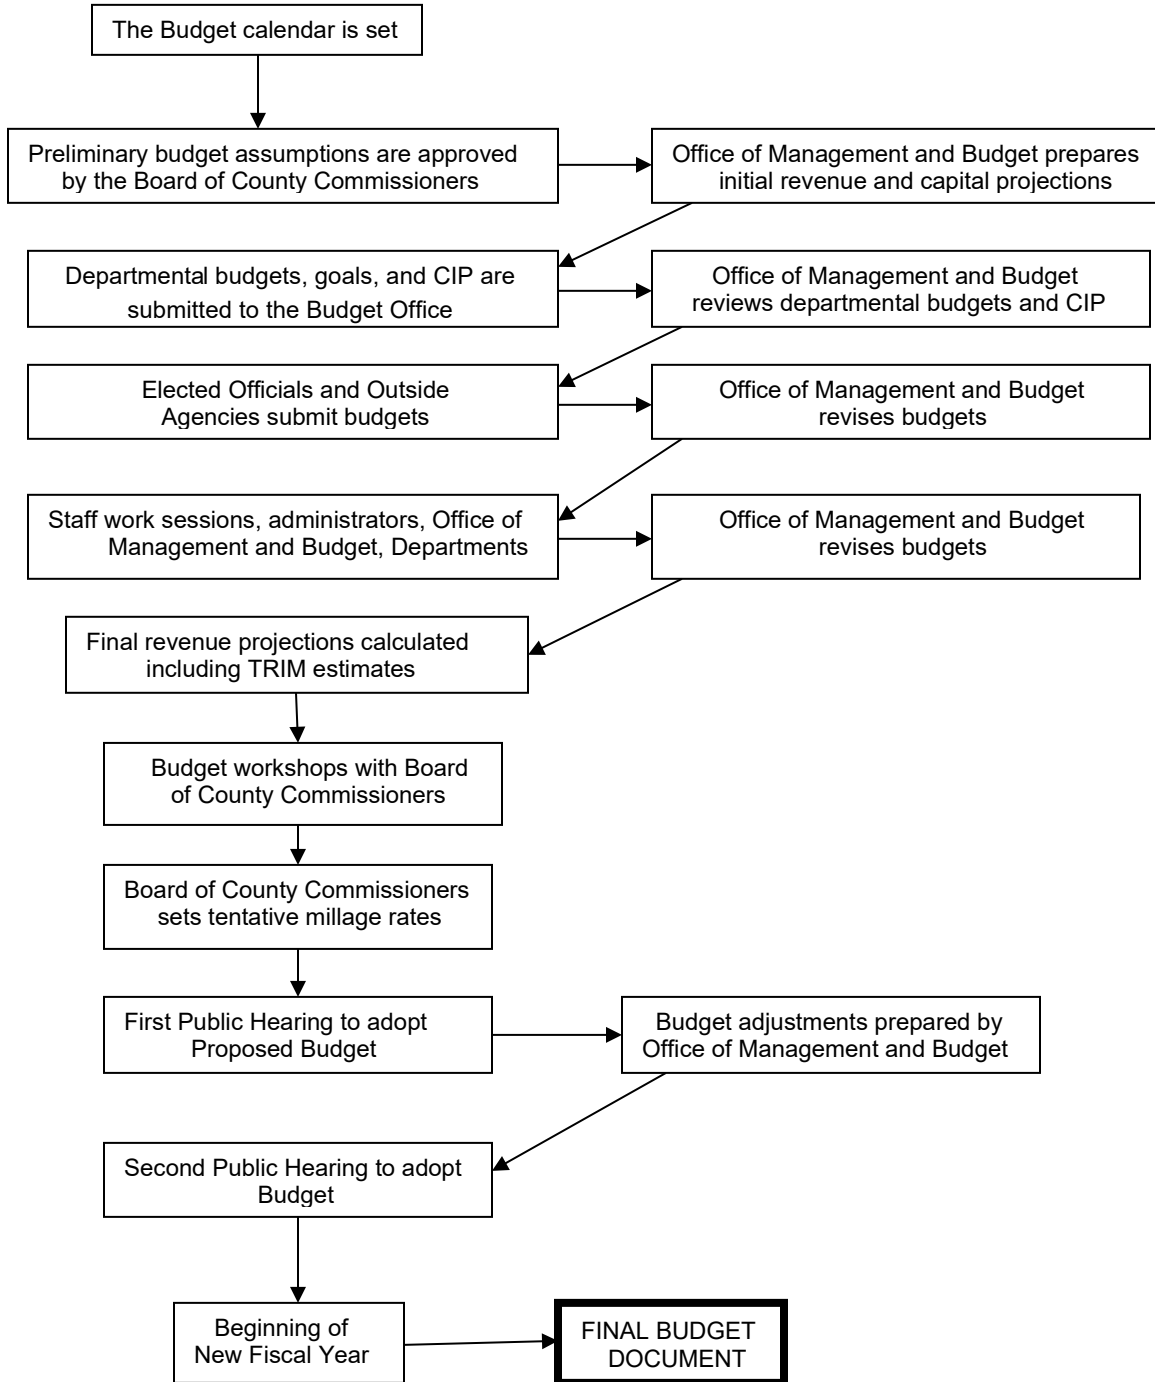 The Budget calendar is set
Preliminary budget assumptions are approved
by the Board of County Commissioners
Office of Management and Budget prepares
initial revenue and capital projections
Departmental budgets, goals, and CIP are
submitted to the Budget Office
Office of Management and Budget
reviews departmental budgets and CIP
Elected Officials and Outside
Agencies submit budgets
Office of Management and Budget
revises budgets
Staff work sessions, administrators, Office of
Management and Budget, Departments
Office of Management and Budget
revises budgets
Final revenue projections calculated
including TRIM estimates
Budget workshops with Board
of County Commissioners
Board of County Commissioners
sets tentative millage rates
First Public Hearing to adopt
Proposed Budget
Budget adjustments prepared by
Office of Management and Budget
Second Public Hearing to adopt
Budget
Beginning of
New Fiscal Year
FINAL BUDGET
DOCUMENT